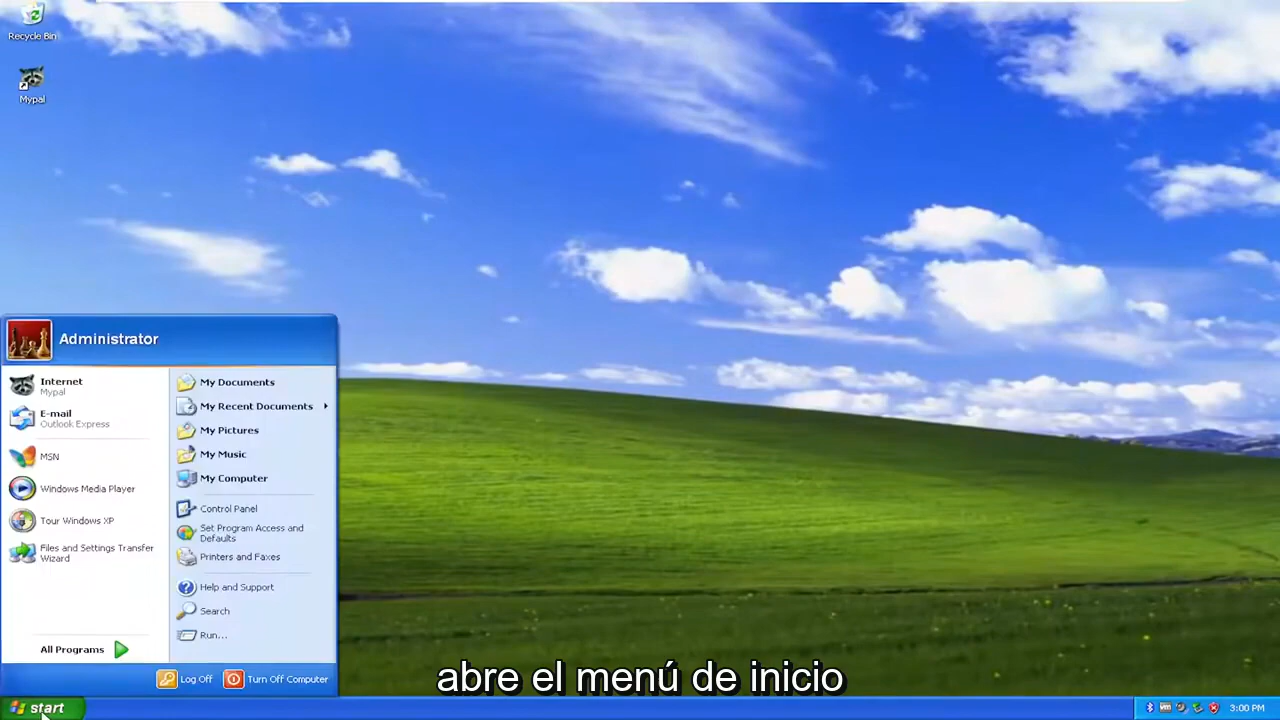 Recycle Bin
Mypal
Administrator
Internet
Mypal
E-mail
Outlook Express
MSN
Windows Media Player
Tour Windows XP
Files and Settings Transfer
Wizard
All Programs
My Documents
My Recent Documents
My Pictures
My Music
My Computer
Control Panel
Set Program Access and
Defaults
Printers and Faxes
Help and Support
Search
Run...
Log Off
Turn Off Computer
abre el menú de inicio
start
3:00 PM